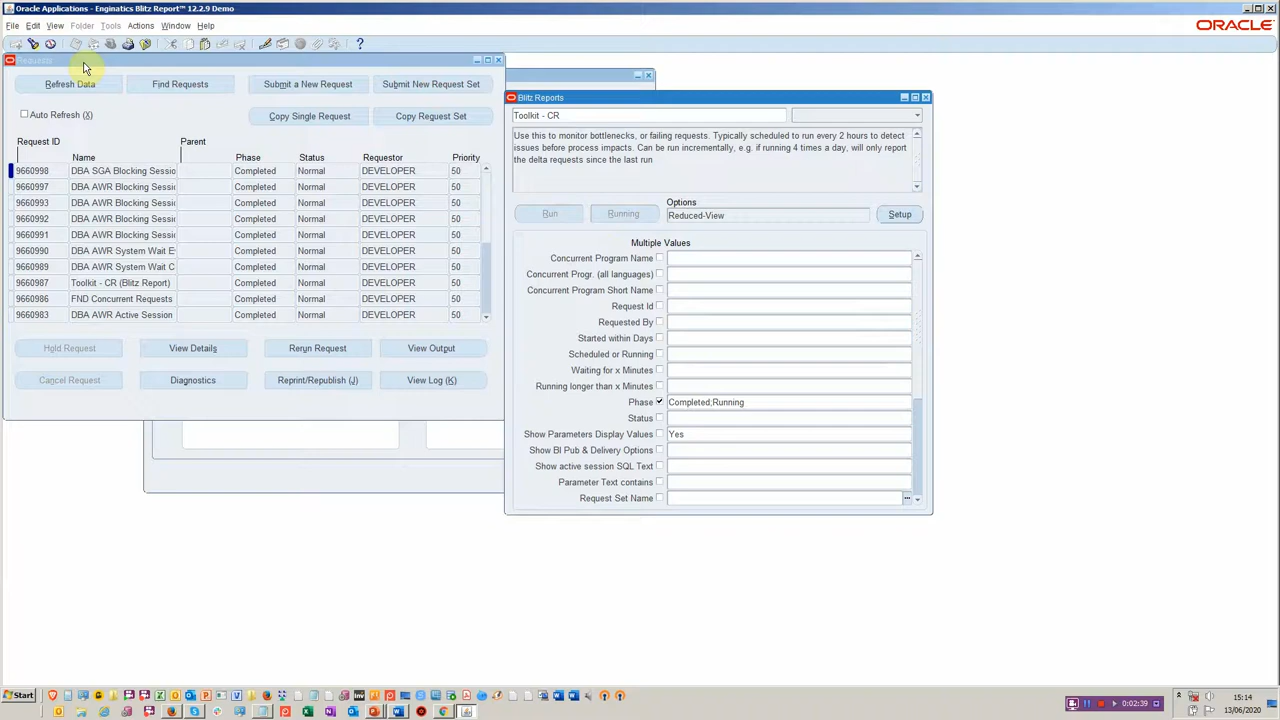 Oracle Applications - Enginatics Blitz Report™ 12.2.9 Demo
File Edit View Folder Tools Actions Window Help
ORACLE
Requests
Refresh Data Find Requests Submit a New Request Submit New Request Set
Auto Refresh (X) Copy Single Request Copy Request Set
Request ID Parent
Name Phase Status Requestor Priority
9660998 DBA SGA Blocking Sessio Completed Normal DEVELOPER 50
9660997 DBA AWR Blocking Sessio Completed Normal DEVELOPER 50
9660993 DBA AWR Blocking Sessio Completed Normal DEVELOPER 50
9660992 DBA AWR Blocking Sessio Completed Normal DEVELOPER 50
9660991 DBA AWR Blocking Sessio Completed Normal DEVELOPER 50
9660990 DBA AWR System Wait E Completed Normal DEVELOPER 50
9660989 DBA AWR System Wait C Completed Normal DEVELOPER 50
9660987 Toolkit - CR (Blitz Report) Completed Normal DEVELOPER 50
9660986 FND Concurrent Requests Completed Normal DEVELOPER 50
9660983 DBA AWR Active Session Completed Normal DEVELOPER 50
Hold Request View Details Rerun Request View Output
Cancel Request Diagnostics Reprint/Republish (J) View Log (K)
Blitz Reports
Toolkit - CR
Use this to monitor bottlenecks, or failing requests. Typically scheduled to run every 2 hours to detect
issues before process impacts. Can be run incrementally, e.g. if running 4 times a day, will only report
the delta requests since the last run
Options
Run Running Reduced-View Setup
Multiple Values
Concurrent Program Name
Concurrent Progr. (all languages)
Concurrent Program Short Name
Request Id
Requested By
Started within Days
Scheduled or Running
Waiting for x Minutes
Running longer than x Minutes
Phase Completed;Running
Status
Show Parameters Display Values Yes
Show BI Pub & Delivery Options
Show active session SQL Text
Parameter Text contains
Request Set Name
Start
00:02:39
15:14
13/06/2020